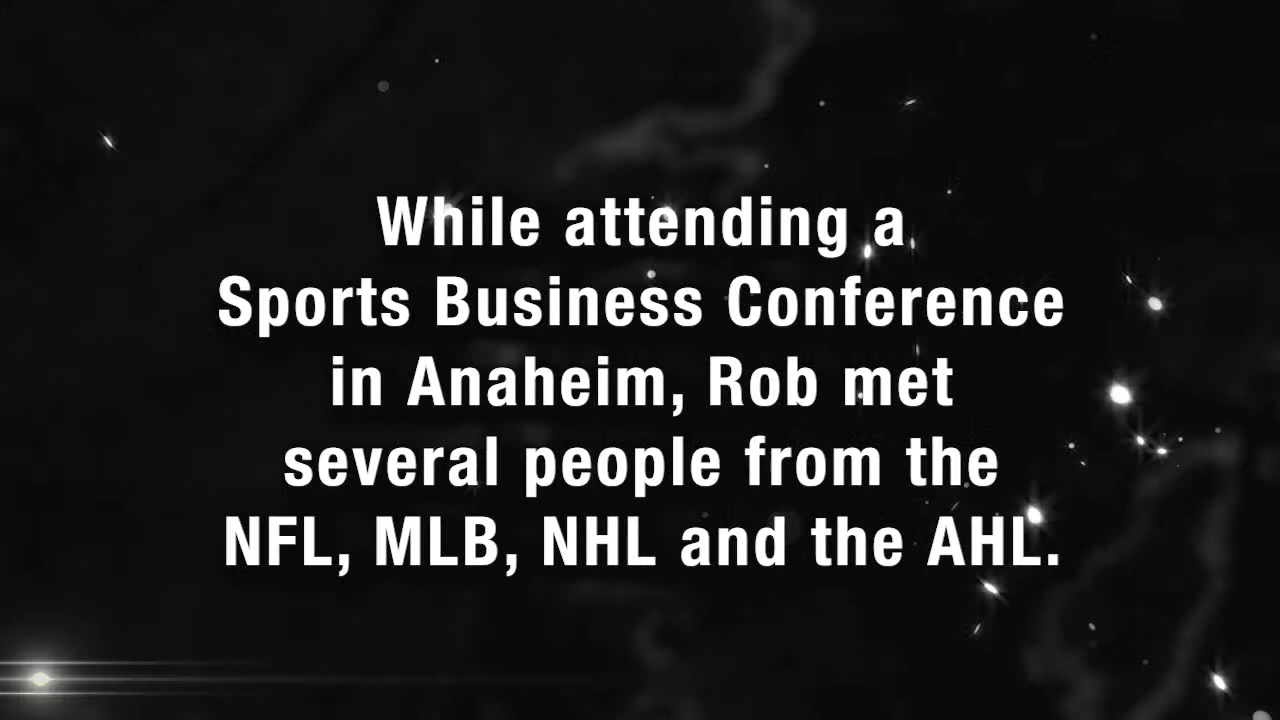 While attending a
Sports Business Conference
in Anaheim, Rob met
several people from the
NFL, MLB, NHL and the AHL.